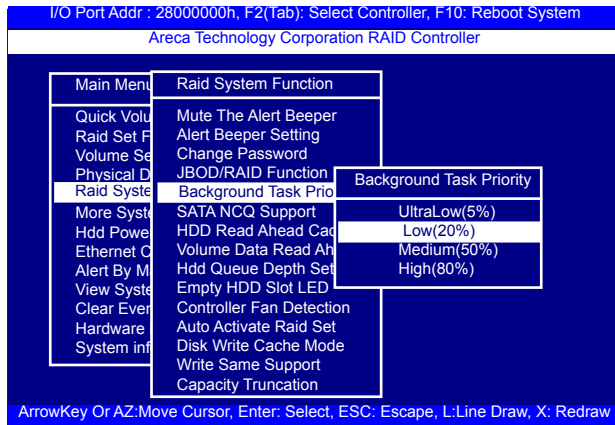 I/O Port Addr : 28000000h, F2(Tab): Select Controller, F10: Reboot System
Areca Technology Corporation RAID Controller
Main Menu
Quick Volu
Raid Set F
Volume Se
Physical D
Raid Syste
More Syste
Hdd Powe
Ethernet C
Alert By M
View Syste
Clear Even
Hardware
System inf
Raid System Function
Mute The Alert Beeper
Alert Beeper Setting
Change Password
JBOD/RAID Function
Background Task Prio
SATA NCQ Support
HDD Read Ahead Cac
Volume Data Read Ah
Hdd Queue Depth Set
Empty HDD Slot LED
Controller Fan Detection
Auto Activate Raid Set
Disk Write Cache Mode
Write Same Support
Capacity Truncation
Background Task Priority
UltraLow(5%)
Low(20%)
Medium(50%)
High(80%)
ArrowKey Or AZ:Move Cursor, Enter: Select, ESC: Escape, L:Line Draw, X: Redraw